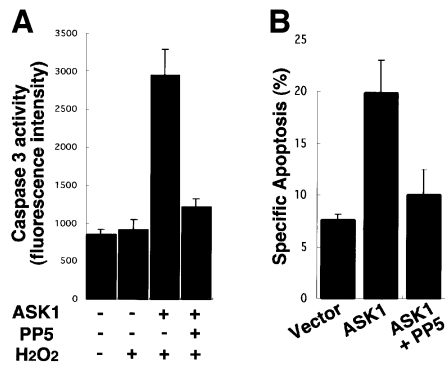 A
Caspase 3 activity
(fluorescence intensity)
3500
3000
2500
2000
1500
1000
500
0
ASK1 - - + +
PP5 - - - +
H2O2 - + + +
B
Specific Apoptosis (%)
25
20
15
10
5
0
Vector
ASK1
ASK1
+ PP5